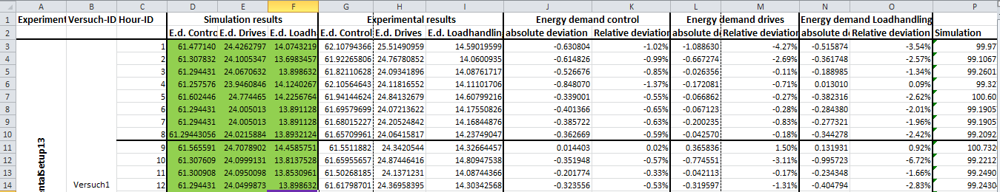 A B C D E F G H I J K L M N O P
1 Experiment Versuch-ID Hour-ID Simulation results Experimental results Energy demand control Energy demand drives Energy demand Loadhandling
2 E.d. Contro E.d. Drives E.d. Loadh E.d. Control E.d. Drives E.d. Loadhandlin absolute deviation Relative deviation absolute de Relative deviation absolute de Relative deviation Simulation
3 1 61.477140 24.4262797 14.0743219 62.10794366 25.51490959 14.59019599 -0.630804 -1.02% -1.088630 -4.27% -0.515874 -3.54% 99.97
4 2 61.307832 24.1005347 13.6983457 61.92265806 24.76780852 14.0600935 -0.614826 -0.99% -0.667274 -2.69% -0.361748 -2.57% 99.1067
5 3 61.294431 24.0670632 13.898632 61.82110628 24.09341896 14.08761717 -0.526676 -0.85% -0.026356 -0.11% -0.188985 -1.34% 99.2601
6 4 61.257576 23.9460846 14.1240267 62.10564643 24.11816552 14.11101706 -0.848070 -1.37% -0.172081 -0.71% 0.013010 0.09% 99.32
7 5 61.602446 24.774465 14.2256764 61.94144624 24.84132679 14.60799216 -0.339001 -0.55% -0.066862 -0.27% -0.382316 -2.62% 100.60
8 6 61.294431 24.005013 13.891128 61.69579699 24.07213622 14.17550826 -0.401366 -0.65% -0.067123 -0.28% -0.284380 -2.01% 99.1905
9 7 61.294431 24.005013 13.891128 61.68015227 24.20524842 14.16844876 -0.385722 -0.63% -0.200235 -0.83% -0.277321 -1.96% 99.1905
10 8 61.29443056 24.0215884 13.8932124 61.65709961 24.06415817 14.23749047 -0.362669 -0.59% -0.042570 -0.18% -0.344278 -2.42% 99.2092
11 9 61.565591 24.7078902 14.4585751 61.5511882 24.3420544 14.32664457 0.014403 0.02% 0.365836 1.50% 0.131931 0.92% 100.732
12 10 61.307609 24.0999131 13.8137528 61.65955657 24.87446416 14.80947538 -0.351948 -0.57% -0.774551 -3.11% -0.995723 -6.72% 99.2212
13 11 61.300908 24.0950098 13.8530961 61.50268185 24.1371231 14.08744366 -0.201774 -0.33% -0.042113 -0.17% -0.234348 -1.66% 99.2490
14 Versuch1 12 61.294431 24.0499873 13.898632 61.61798701 24.36958395 14.30342568 -0.323556 -0.53% -0.319597 -1.31% -0.404794 -2.83% 99.2430
entalSetup13